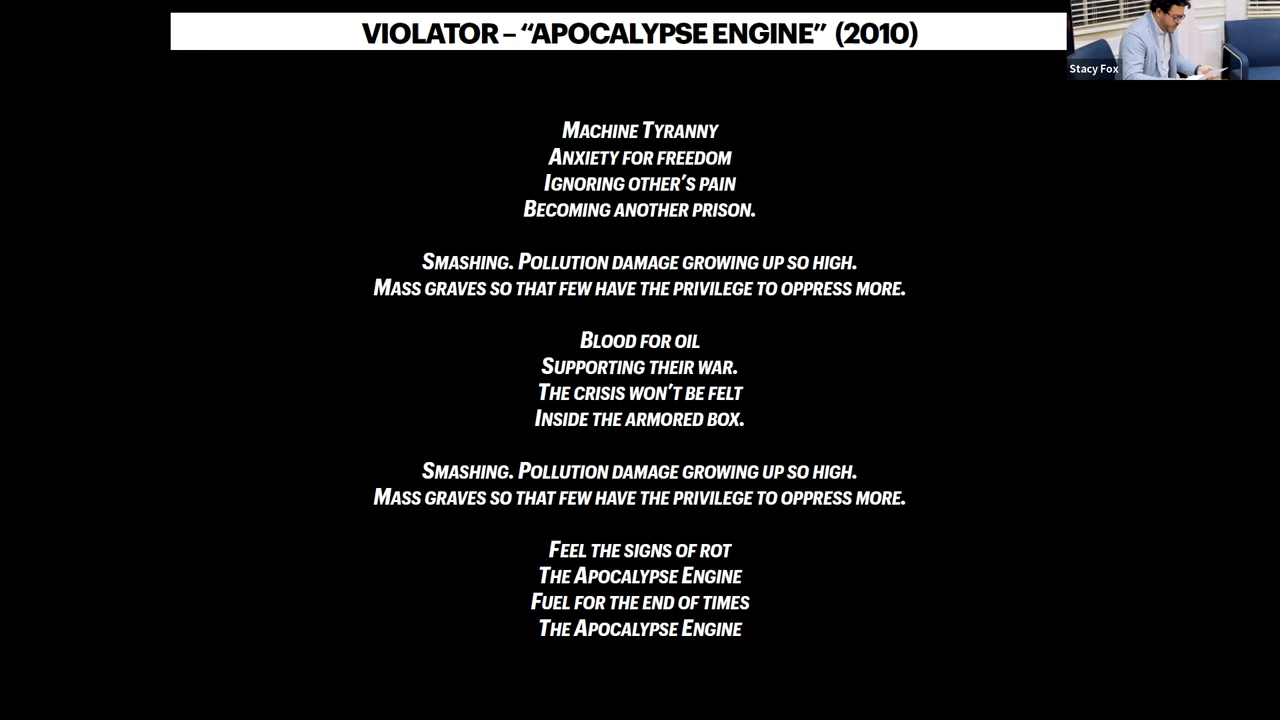 VIOLATOR – “APOCALYPSE ENGINE” (2010)
Stacy Fox
MACHINE TYRANNY
ANXIETY FOR FREEDOM
IGNORING OTHER’S PAIN
BECOMING ANOTHER PRISON.
SMASHING. POLLUTION DAMAGE GROWING UP SO HIGH.
MASS GRAVES SO THAT FEW HAVE THE PRIVILEGE TO OPPRESS MORE.
BLOOD FOR OIL
SUPPORTING THEIR WAR.
THE CRISIS WON’T BE FELT
INSIDE THE ARMORED BOX.
SMASHING. POLLUTION DAMAGE GROWING UP SO HIGH.
MASS GRAVES SO THAT FEW HAVE THE PRIVILEGE TO OPPRESS MORE.
FEEL THE SIGNS OF ROT
THE APOCALYPSE ENGINE
FUEL FOR THE END OF TIMES
THE APOCALYPSE ENGINE